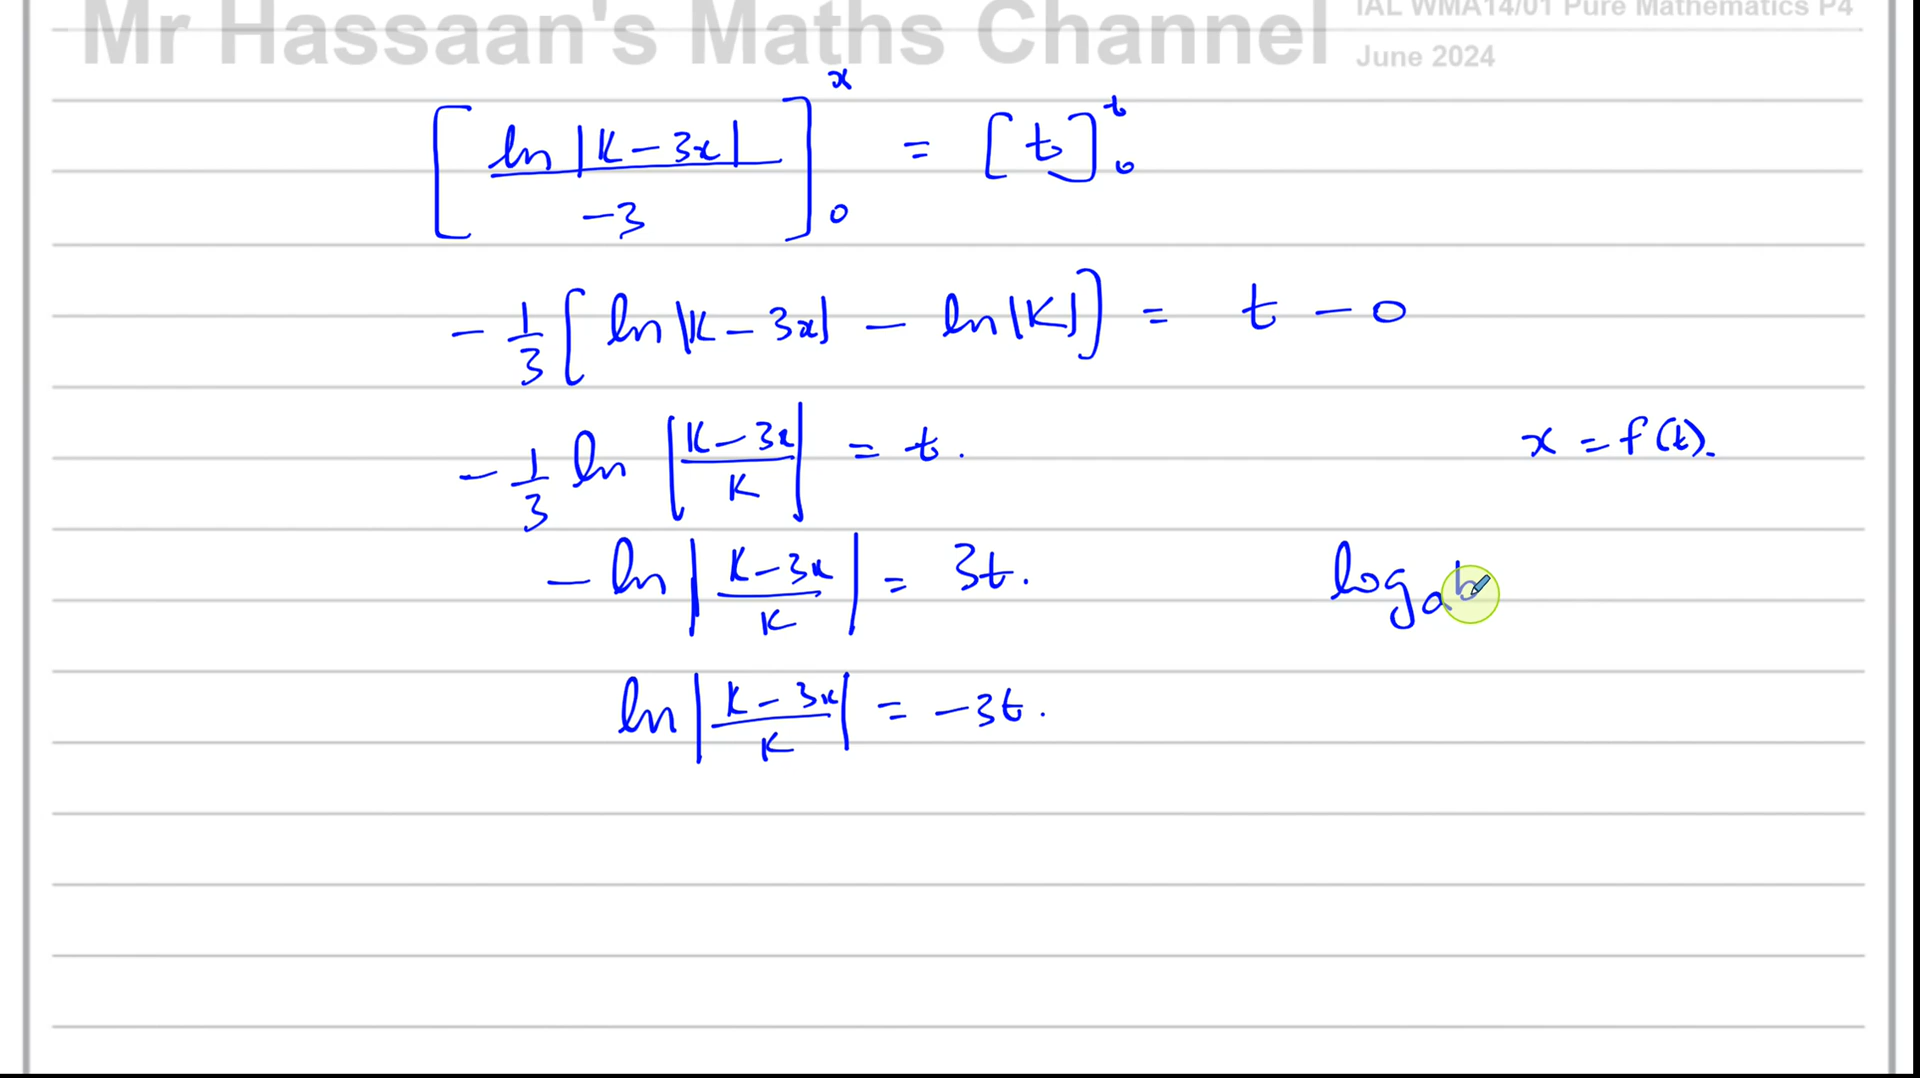 Mr Hassaan's Maths Channel
IAL WMA14/01 Pure Mathematics P4
June 2024
[ ln |K - 3x| / -3 ]₀ˣ = [t]₀ᵗ
- 1/3 [ ln |K - 3x| - ln |K| ] = t - 0
- 1/3 ln | K - 3x / K | = t.
x = f(t).
- ln | K - 3x / K | = 3t.
logₐ b
ln | K - 3x / K | = -3t.